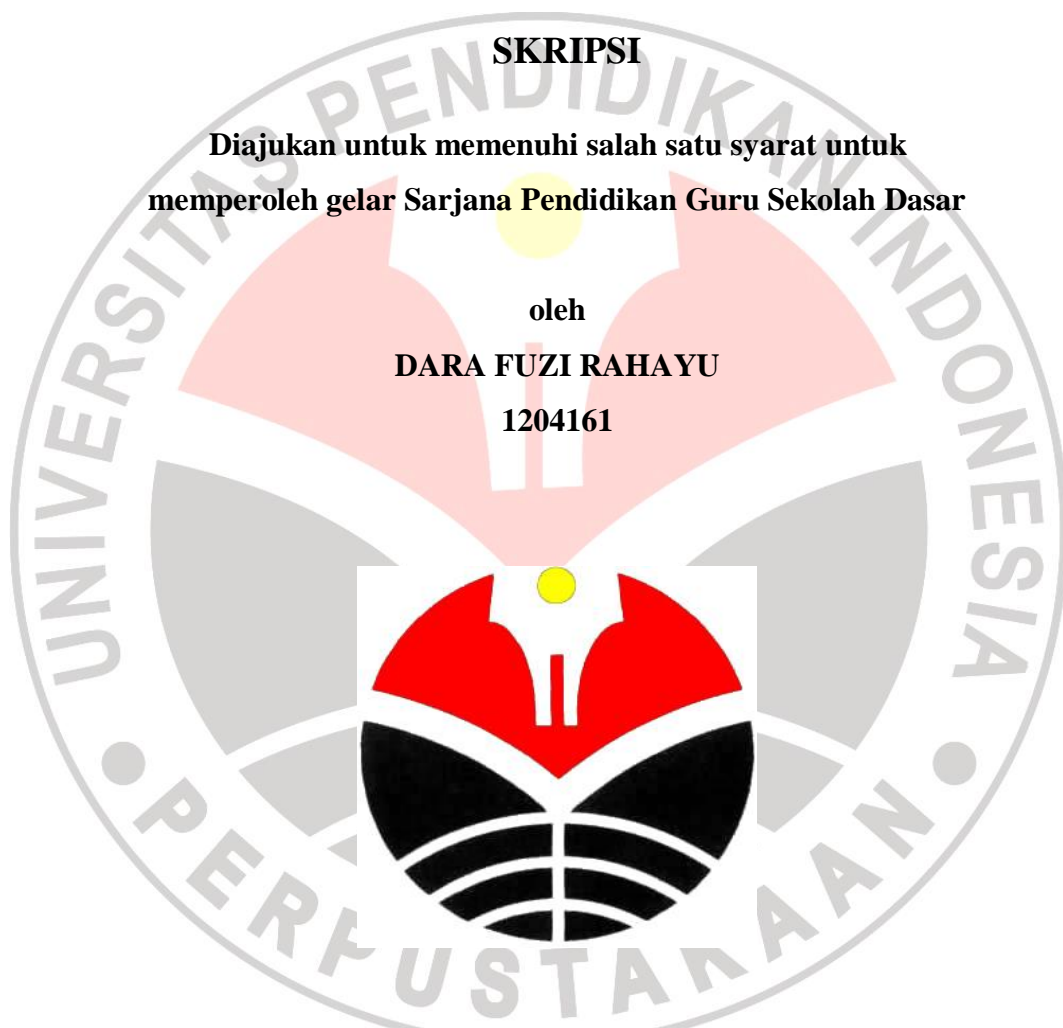 SKRIPSI
Diajukan untuk memenuhi salah satu syarat untuk
memperoleh gelar Sarjana Pendidikan Guru Sekolah Dasar
oleh
DARA FUZI RAHAYU
1204161
UNIVERSITAS PENDIDIKAN INDONESIA
PERPUSTAKAAN